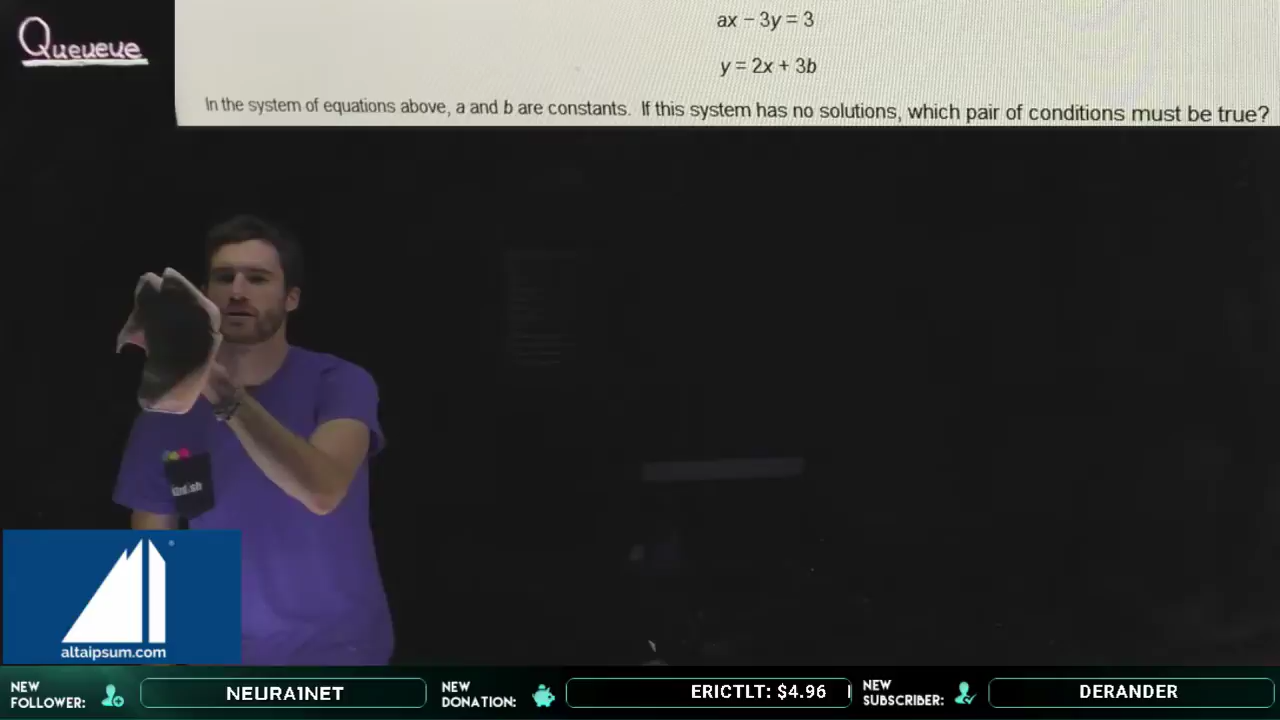 Queueue
ax − 3y = 3
y = 2x + 3b
In the system of equations above, a and b are constants. If this system has no solutions, which pair of conditions must be true?
altaipsum.com
NEW FOLLOWER:
NEURA1NET
NEW DONATION:
ERICTLT: $4.96
NEW SUBSCRIBER:
DERANDER